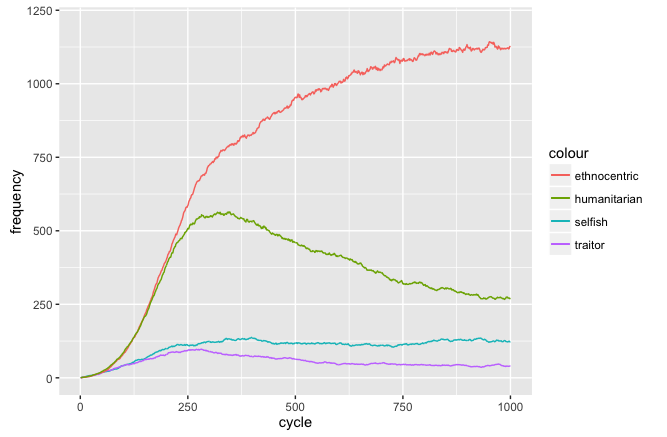 1250
1000
750
500
250
0
frequency
0 250 500 750 1000
cycle
colour
ethnocentric
humanitarian
selfish
traitor